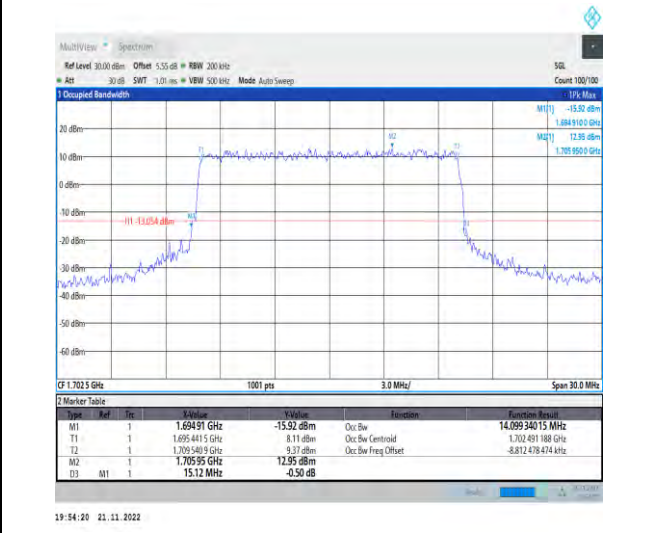 MultiView Spectrum
Ref Level 30.00 dBm Offset 5.55 dB RBW 200 kHz SGL
Att 30 dB SWT 1.01 ms VBW 500 kHz Mode Auto Sweep Count 100/100
1 Occupied Bandwidth 1Pk Max
M1[1] -15.92 dBm
1.694 910 0 GHz
M2[1] 12.95 dBm
1.705 950 0 GHz
20 dBm
M2
T1
10 dBm
0 dBm
-10 dBm
H1 -13.054 dBm
-20 dBm
-30 dBm
-40 dBm
-50 dBm
-60 dBm
CF 1.702 5 GHz 1001 pts 3.0 MHz/ Span 30.0 MHz
2 Marker Table
Type Ref Trc X-Value Y-Value Function Function Result
M1 1 1.694 91 GHz -15.92 dBm Occ Bw 14.099 340 15 MHz
T1 1 1.695 441 5 GHz 8.11 dBm Occ Bw Centroid 1.702 491 188 GHz
T2 1 1.709 540 9 GHz 9.37 dBm Occ Bw Freq Offset -8.812 478 474 kHz
M2 1 1.705 95 GHz 12.95 dBm
D3 M1 1 15.12 MHz -0.50 dB
19:54:20 21.11.2022